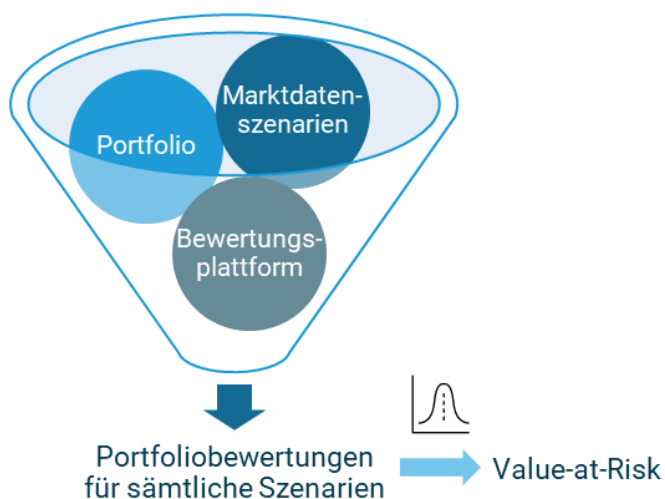 Marktdaten-
szenarien
Portfolio
Bewertungs-
plattform
Portfoliobewertungen
für sämtliche Szenarien
Value-at-Risk